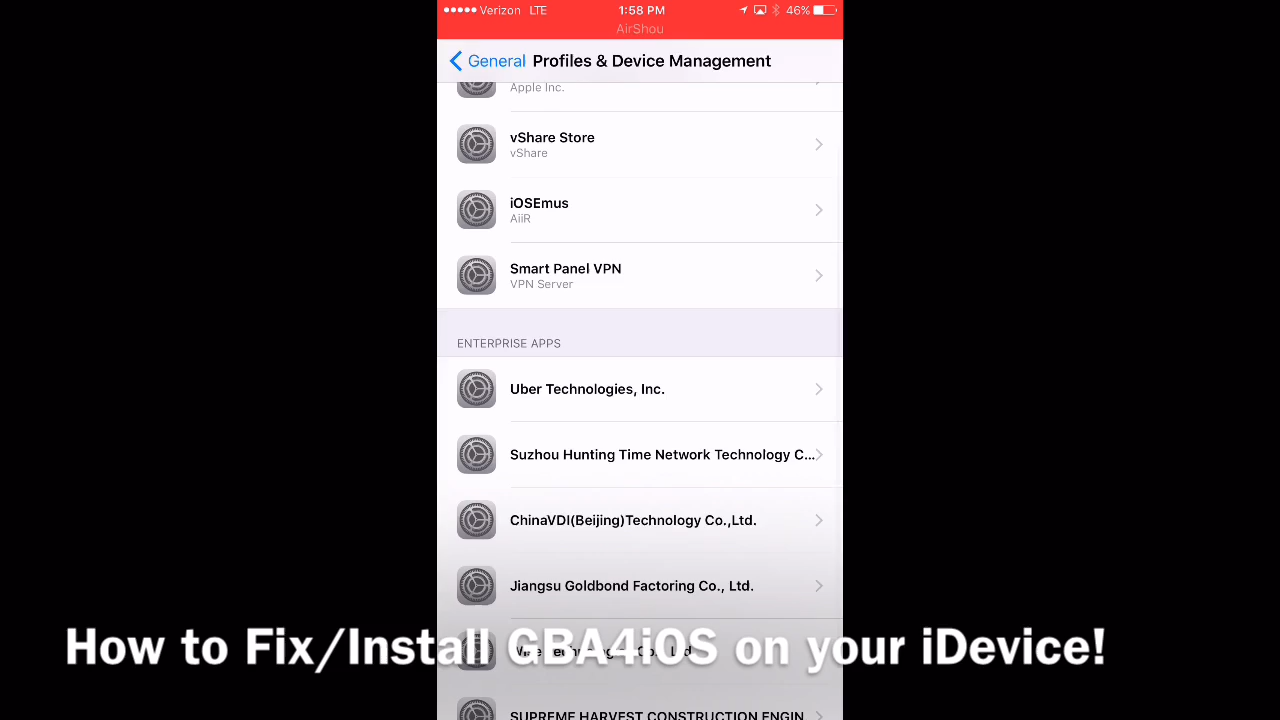 Verizon LTE 1:58 PM 46%
AirShou
General Profiles & Device Management
Apple Inc.
vShare Store
vShare
iOSEmus
AiiR
Smart Panel VPN
VPN Server
ENTERPRISE APPS
Uber Technologies, Inc.
Suzhou Hunting Time Network Technology C...
ChinaVDI(Beijing)Technology Co.,Ltd.
Jiangsu Goldbond Factoring Co., Ltd.
How to Fix/Install GBA4iOS on your iDevice!
SUPREME HARVEST CONSTRUCTION ENGIN